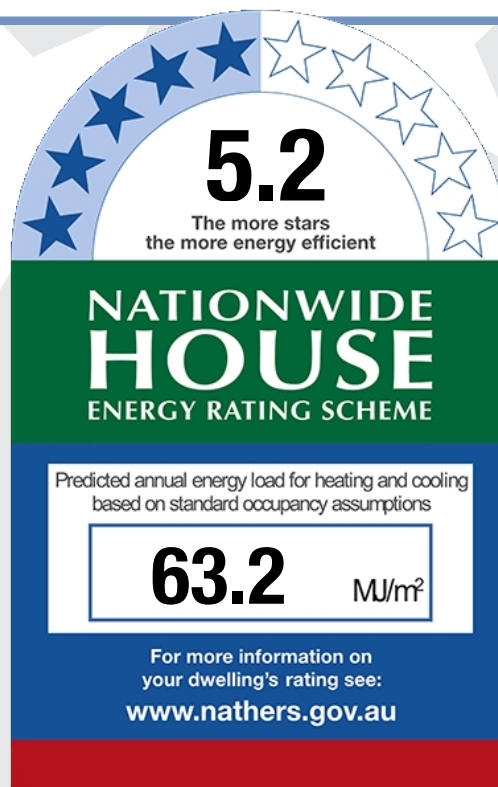 5.2
The more stars
the more energy efficient
NATIONWIDE
HOUSE
ENERGY RATING SCHEME
Predicted annual energy load for heating and cooling
based on standard occupancy assumptions
63.2 MJ/m²
For more information on
your dwelling's rating see:
www.nathers.gov.au